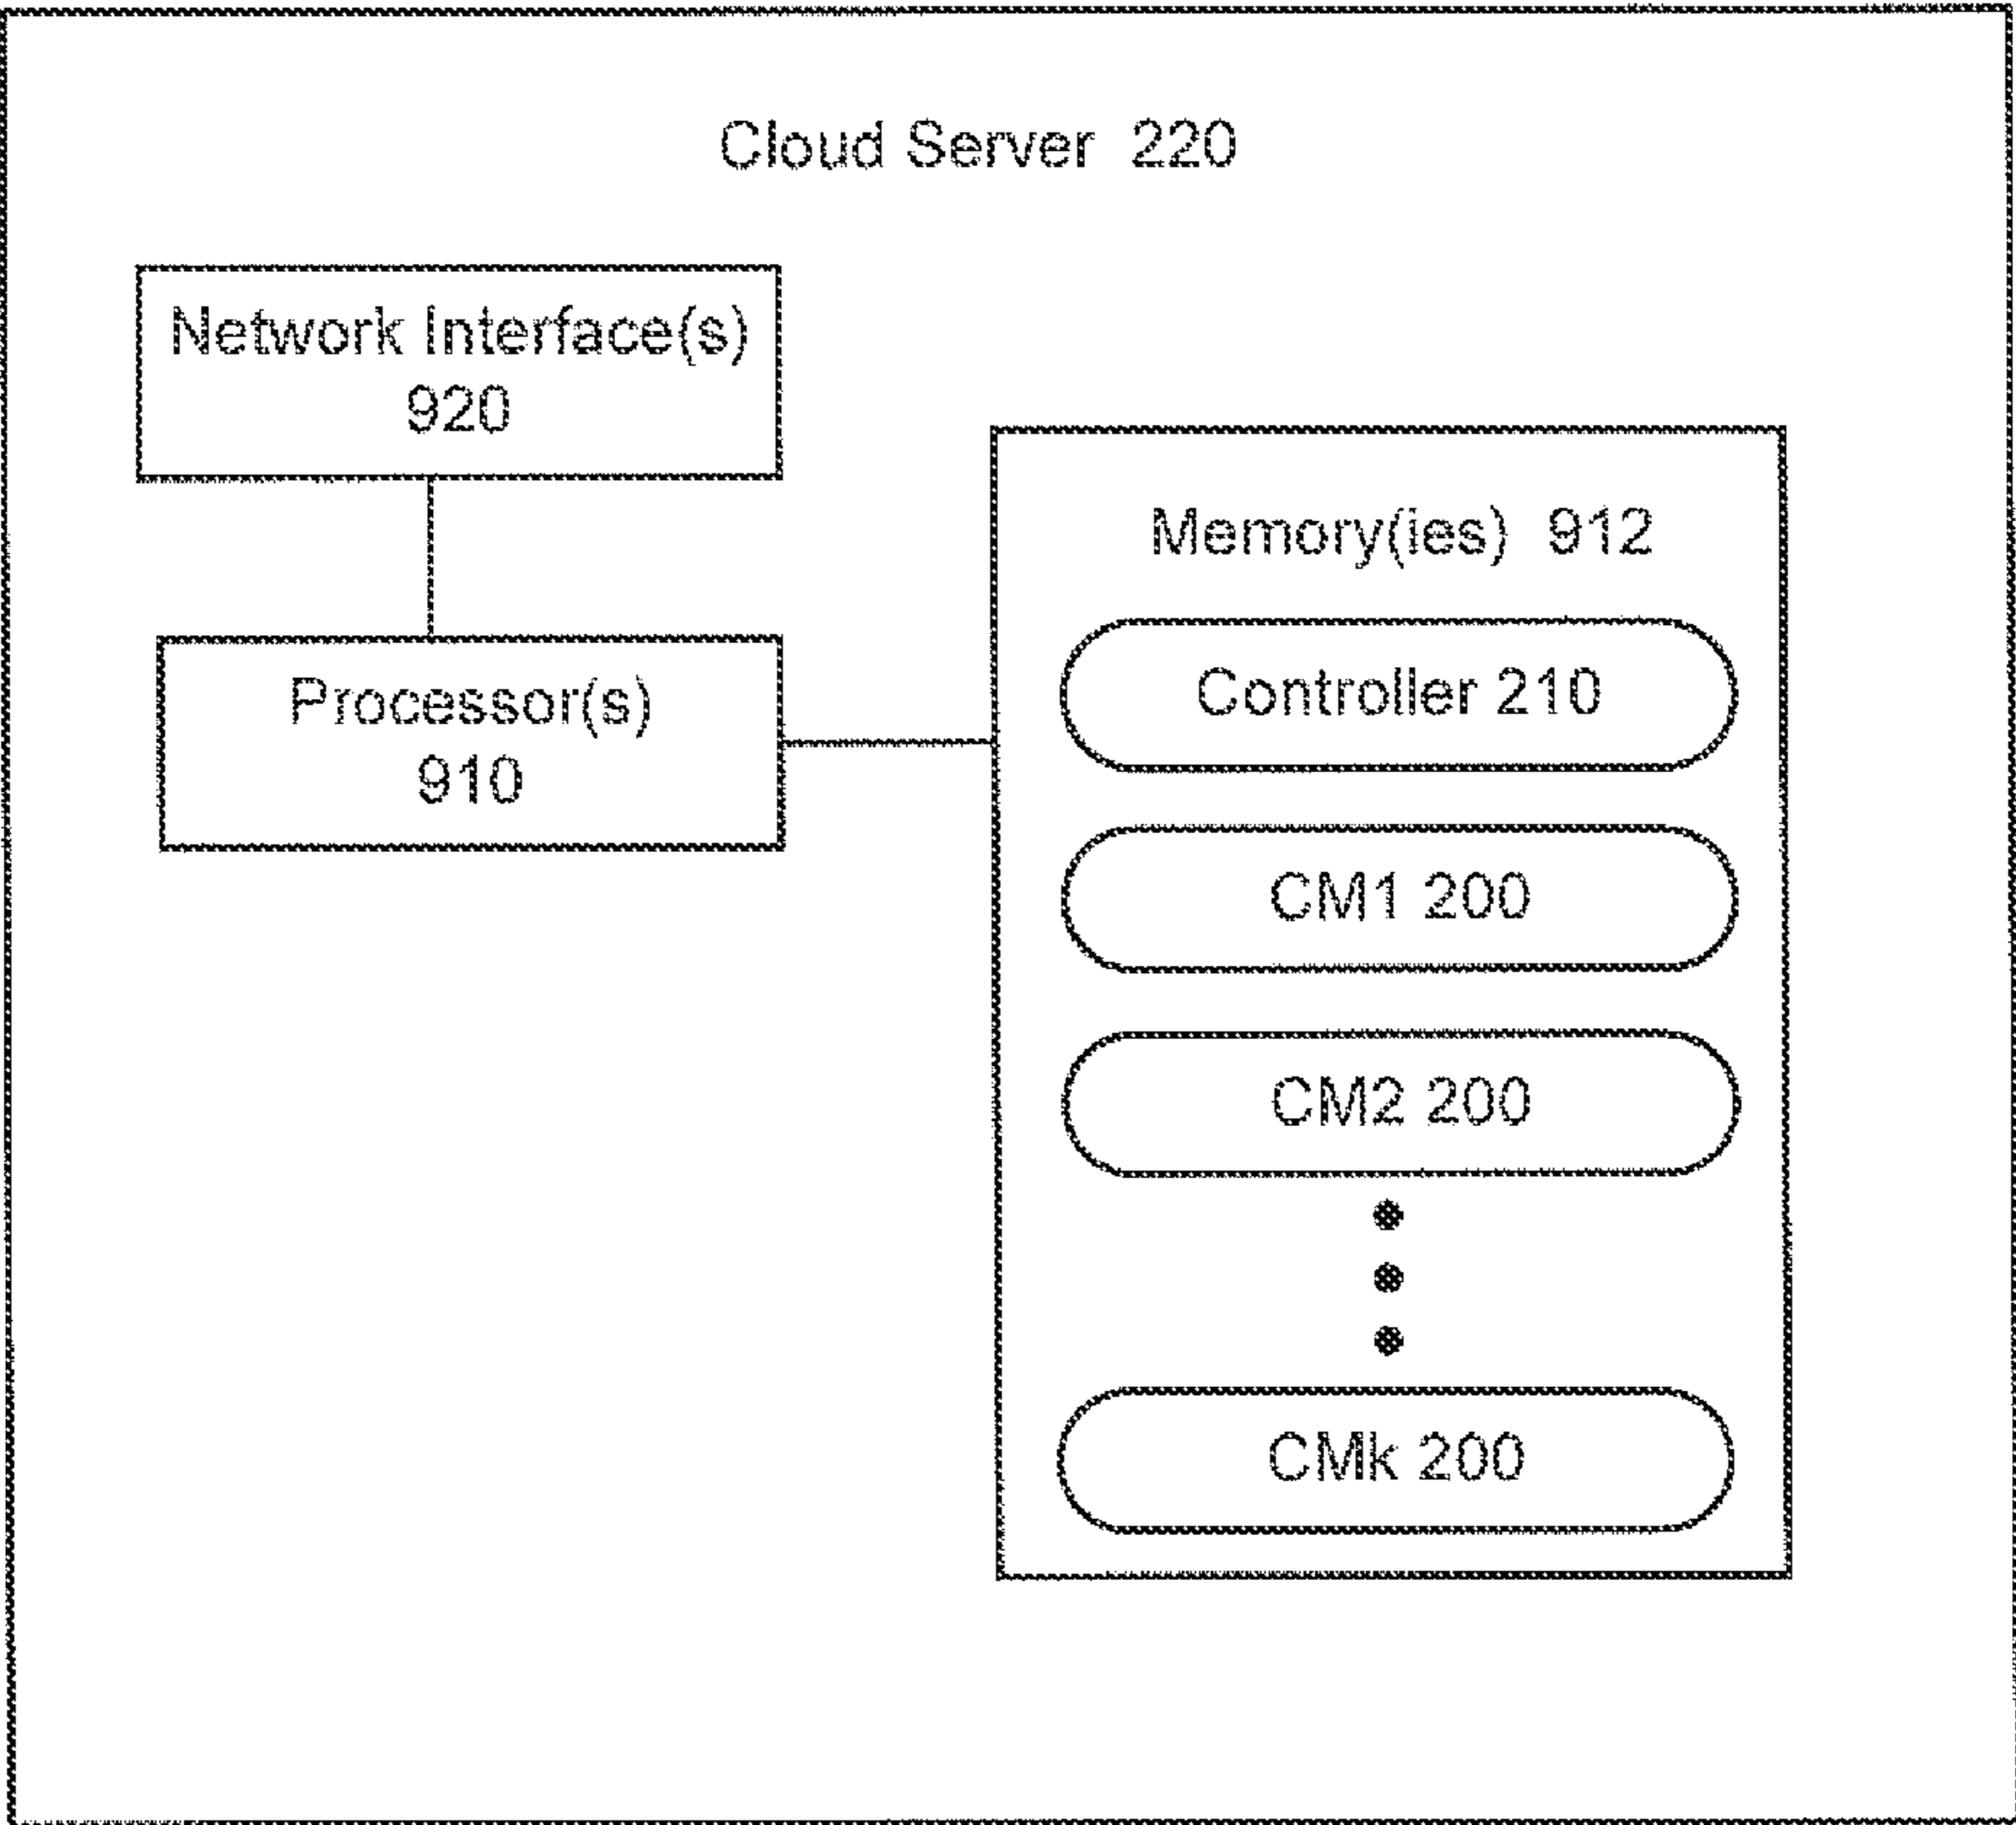 Cloud Server 220
Network Interface(s)
920
Processor(s)
910
Memory(ies) 912
Controller 210
CM1 200
CM2 200
CMk 200